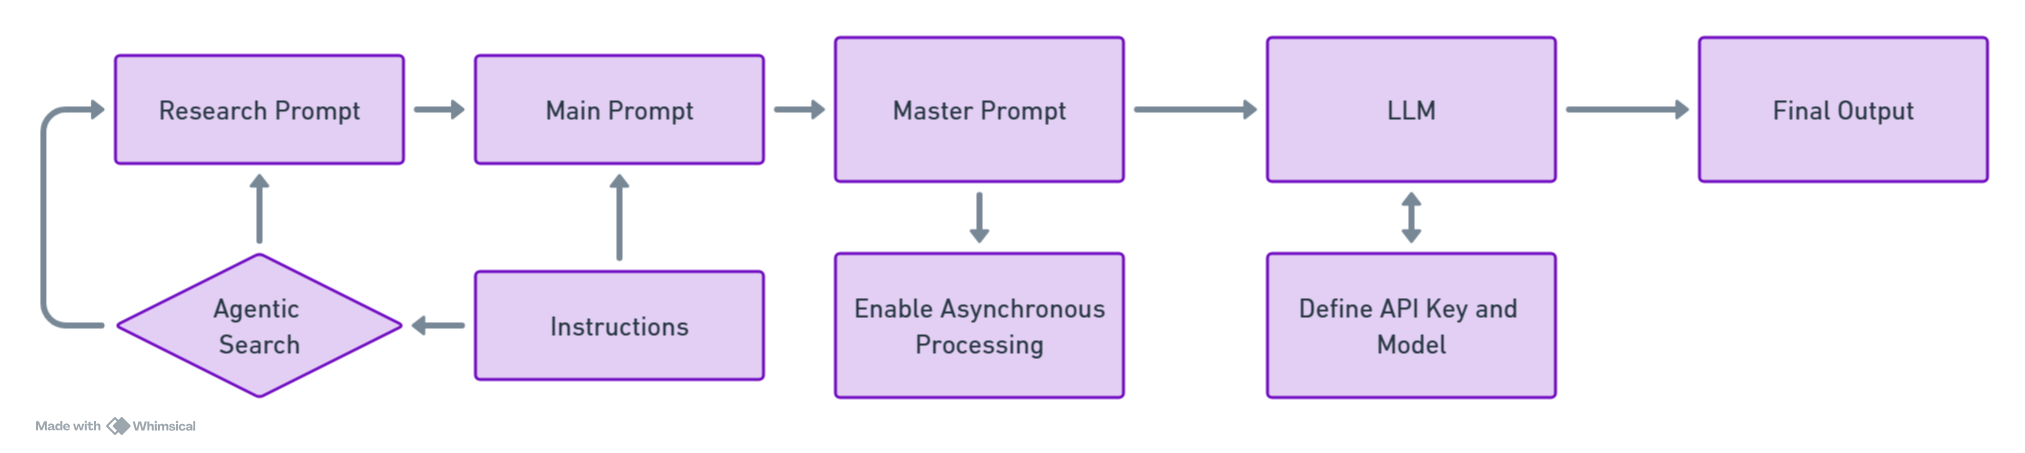 Research Prompt
Main Prompt
Master Prompt
LLM
Final Output
Agentic
Search
Instructions
Enable Asynchronous
Processing
Define API Key and
Model
Made with Whimsical